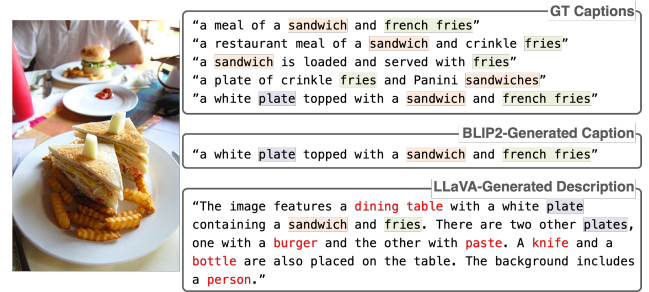 GT Captions
“a meal of a sandwich and french fries”
“a restaurant meal of a sandwich and crinkle fries”
“a sandwich is loaded and served with fries”
“a plate of crinkle fries and Panini sandwiches”
”a white plate topped with a sandwich and french fries”
BLIP2-Generated Caption
“a white plate topped with a sandwich and french fries”
LLaVA-Generated Description
“The image features a dining table with a white plate
containing a sandwich and fries. There are two other plates,
one with a burger and the other with paste. A knife and a
bottle are also placed on the table. The background includes
a person.”